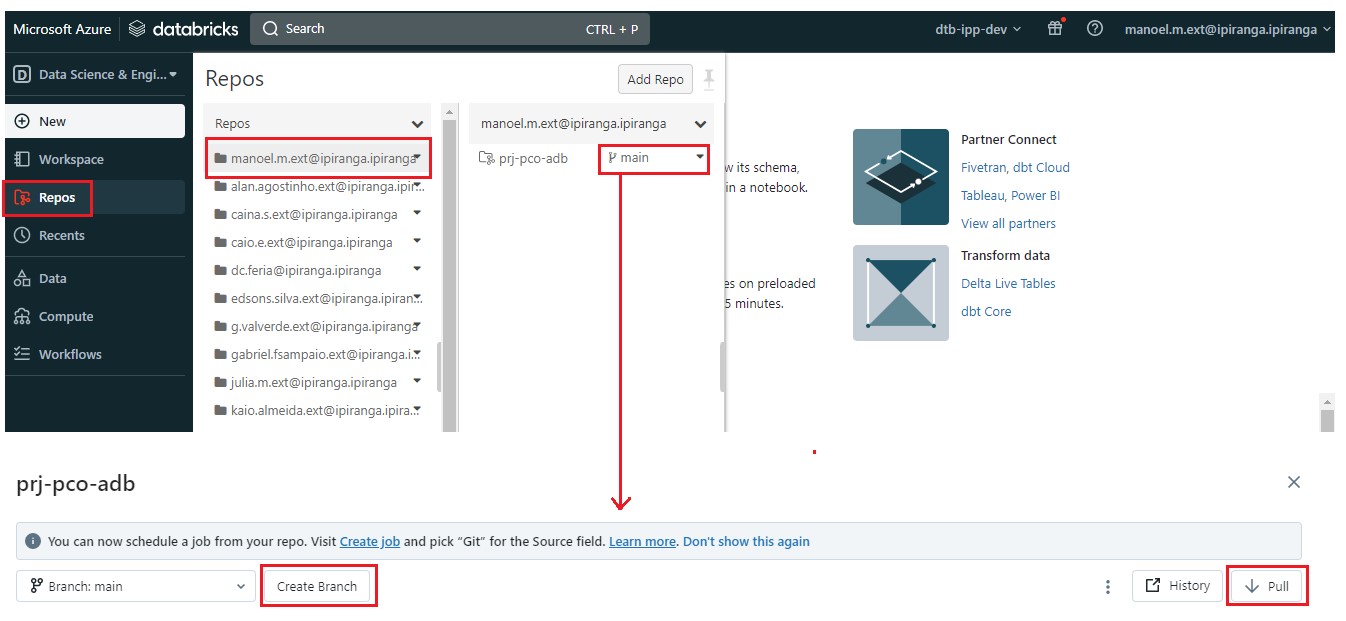 Microsoft Azure databricks Search CTRL + P dtb-ipp-dev manoel.m.ext@ipiranga.ipiranga
D Data Science & Engi...
New
Workspace
Repos
Recents
Data
Compute
Workflows
Repos Add Repo
Repos
manoel.m.ext@ipiranga.ipiranga
alan.agostinho.ext@ipiranga.ipir...
caina.s.ext@ipiranga.ipiranga
caio.e.ext@ipiranga.ipiranga
dc.feria@ipiranga.ipiranga
edsons.silva.ext@ipiranga.ipiran...
g.valverde.ext@ipiranga.ipiranga
gabriel.fsampaio.ext@ipiranga.i...
julia.m.ext@ipiranga.ipiranga
kaio.almeida.ext@ipiranga.ipira...
manoel.m.ext@ipiranga.ipiranga
prj-pco-adb main
w its schema,
in a notebook.
es on preloaded
5 minutes.
Partner Connect
Fivetran, dbt Cloud
Tableau, Power BI
View all partners
Transform data
Delta Live Tables
dbt Core
prj-pco-adb
You can now schedule a job from your repo. Visit Create job and pick “Git” for the Source field. Learn more. Don't show this again
Branch: main Create Branch History Pull